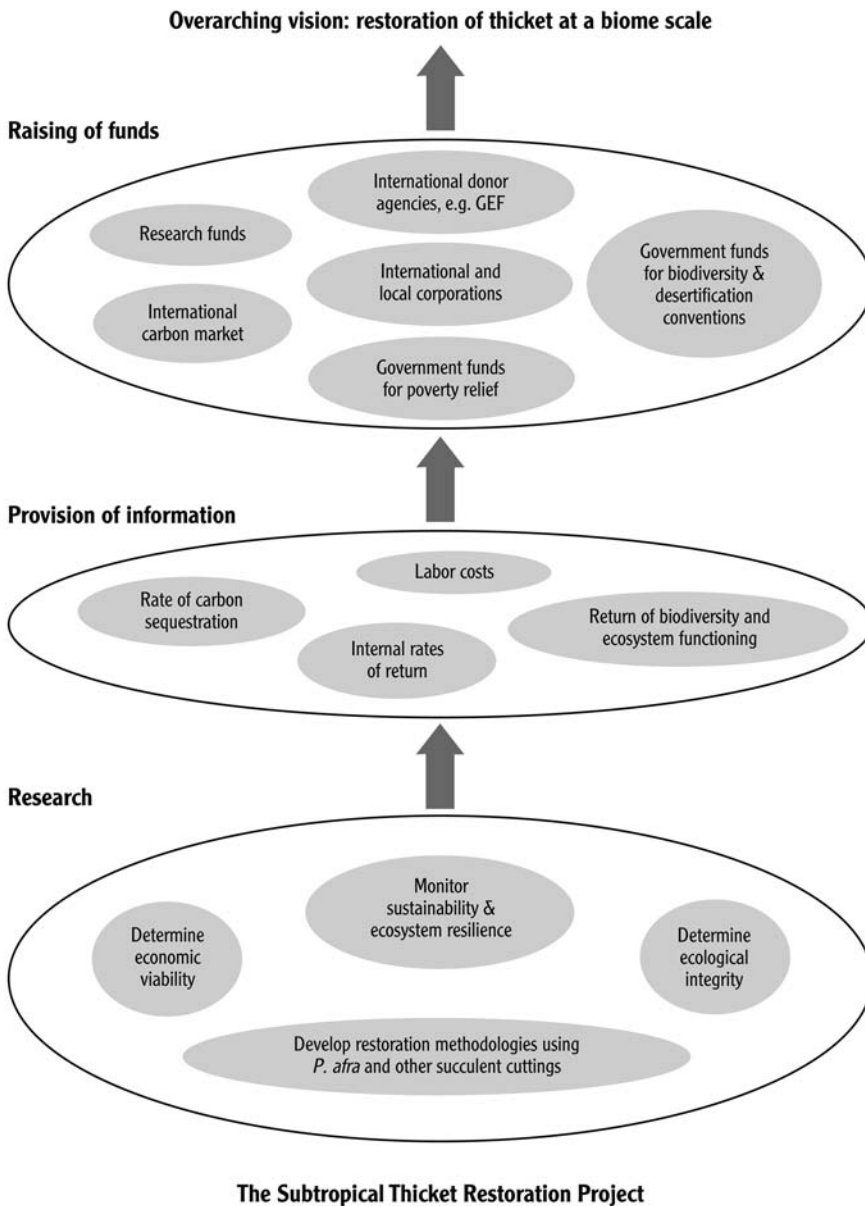 Overarching vision: restoration of thicket at a biome scale
Raising of funds
International donor
agencies, e.g. GEF
Research funds
International and
local corporations
Government funds
for biodiversity &
desertification
conventions
International
carbon market
Government funds
for poverty relief
Provision of information
Labor costs
Rate of carbon
sequestration
Return of biodiversity and
ecosystem functioning
Internal rates
of return
Research
Monitor
sustainability &
ecosystem resilience
Determine
economic
viability
Determine
ecological
integrity
Develop restoration methodologies using
P. afra and other succulent cuttings
The Subtropical Thicket Restoration Project